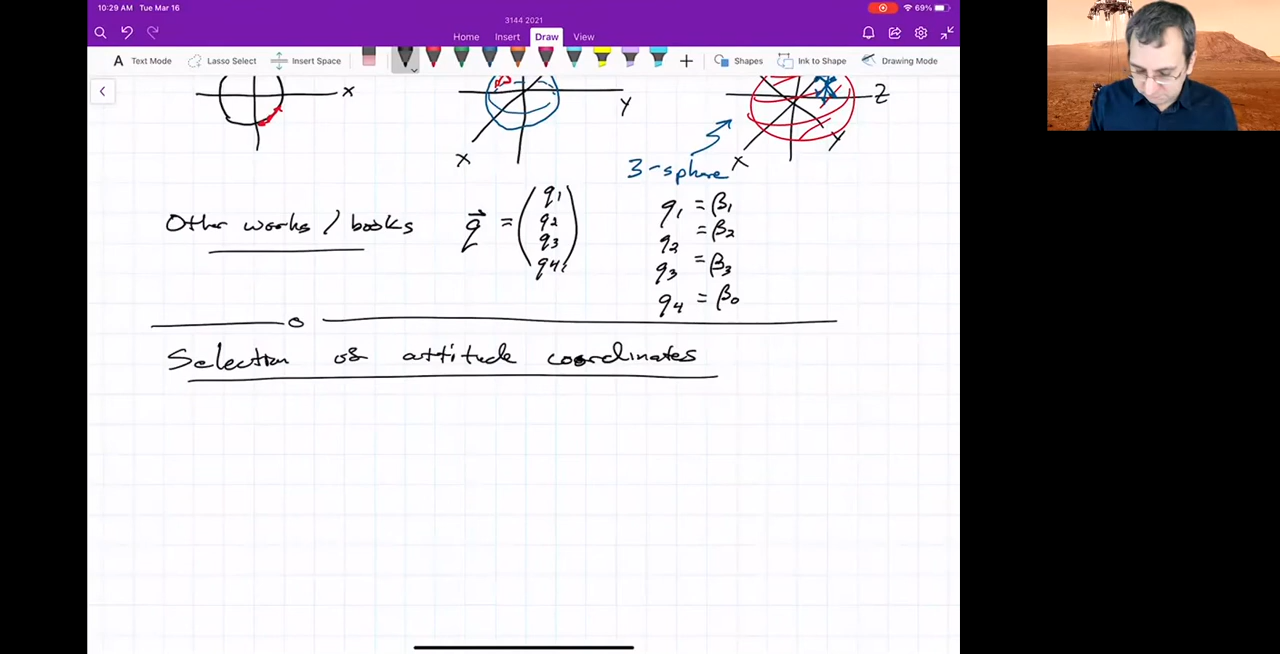 10:29 AM Tue Mar 16
69%
3144 2021
Home Insert Draw View
Text Mode Lasso Select Insert Space Shapes Ink to Shape Drawing Mode
x
Y
X
Z
Y
X
3-sphere
Other works / books
q = (q1 q2 q3 q4)
q1 = β1
q2 = β2
q3 = β3
q4 = β0
Selection of attitude coordinates